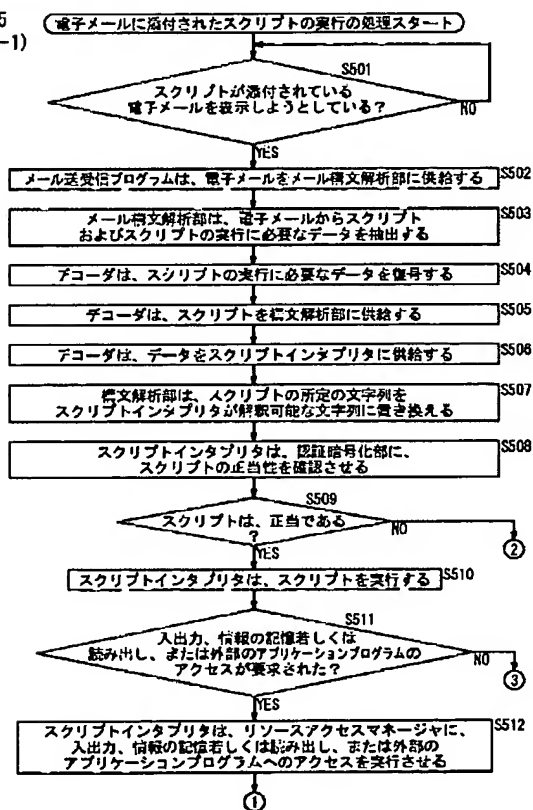 5
-1)
電子メールに添付されたスクリプトの実行の処理スタート
S501
スクリプトが添付されている
電子メールを表示しようとしている?
NO
YES
メール送受信プログラムは、電子メールをメール構文解析部に供給する
S502
メール構文解析部は、電子メールからスクリプト
およびスクリプトの実行に必要なデータを抽出する
S503
デコーダは、スクリプトの実行に必要なデータを復号する
S504
デコーダは、スクリプトを構文解析部に供給する
S505
デコーダは、データをスクリプトインタプリタに供給する
S506
構文解析部は、スクリプトの所定の文字列を
スクリプトインタプリタが解釈可能な文字列に置き換える
S507
スクリプトインタプリタは、認証暗号化部に、
スクリプトの正当性を確認させる
S508
S509
スクリプトは、正当である
?
NO
②
YES
スクリプトインタプリタは、スクリプトを実行する
S510
S511
入出力、情報の記憶若しくは
読み出し、または外部のアプリケーションプログラムの
アクセスが要求された?
NO
③
YES
スクリプトインタプリタは、リソースアクセスマネージャに、
入出力、情報の記憶若しくは読み出し、または外部の
アプリケーションプログラムへのアクセスを実行させる
S512
①